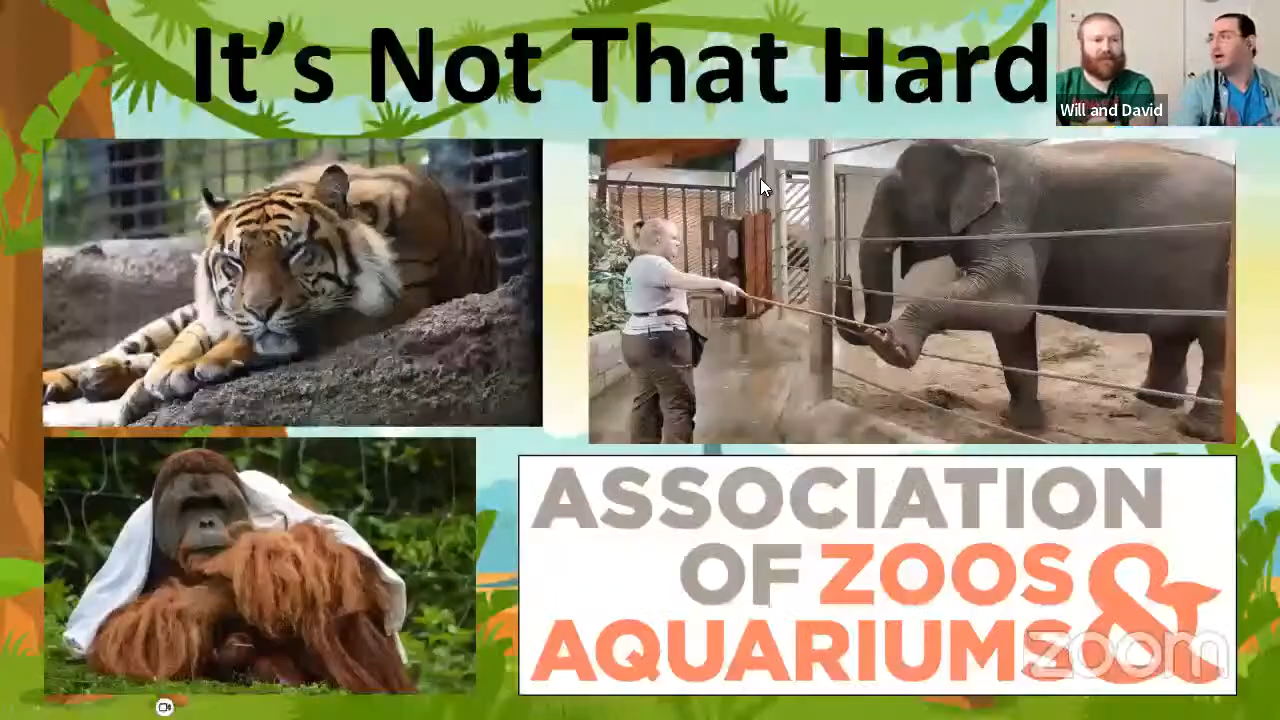 It's Not That Hard
Will and David
ASSOCIATION
OF ZOOS &
AQUARIUMS
zoom